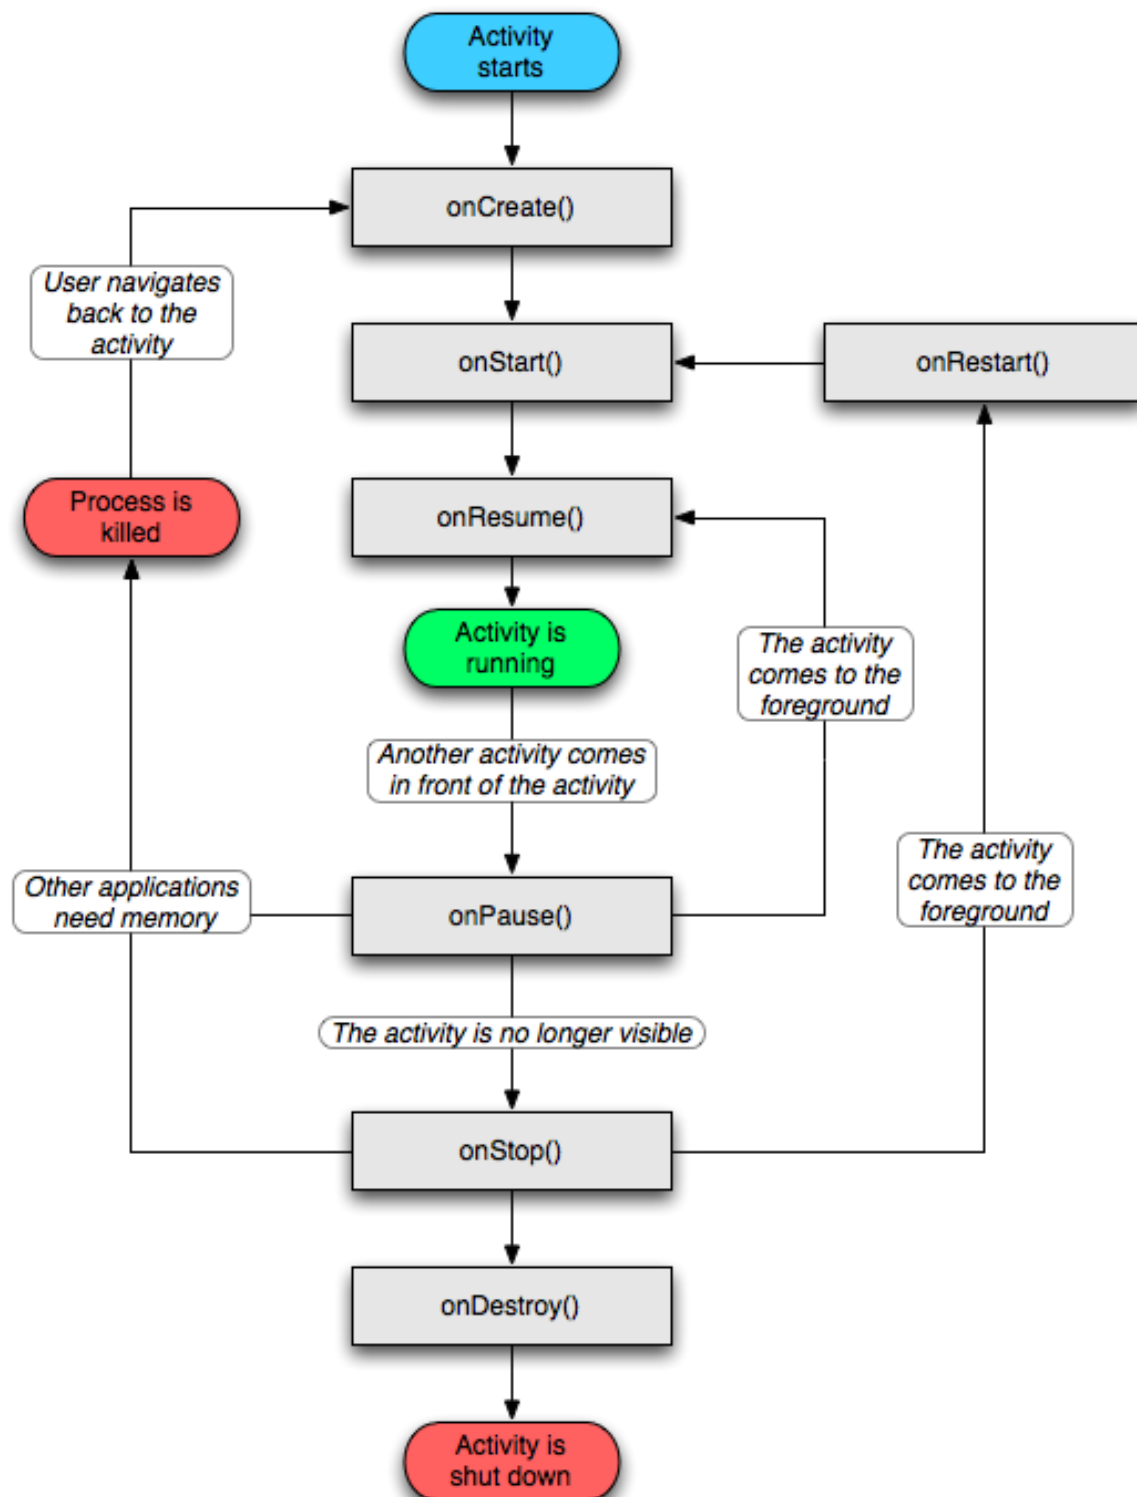 Activity
starts
onCreate()
User navigates
back to the
activity
onStart()
onRestart()
Process is
killed
onResume()
Activity is
running
The activity
comes to the
foreground
Another activity comes
in front of the activity
The activity
comes to the
foreground
Other applications
need memory
onPause()
The activity is no longer visible
onStop()
onDestroy()
Activity is
shut down